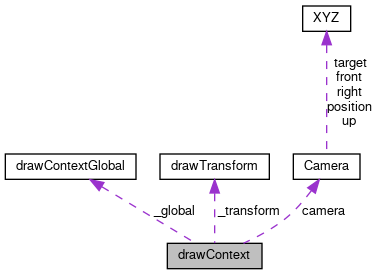 XYZ
target
front
right
position
up
drawContextGlobal
drawTransform
Camera
_global
_transform
camera
drawContext